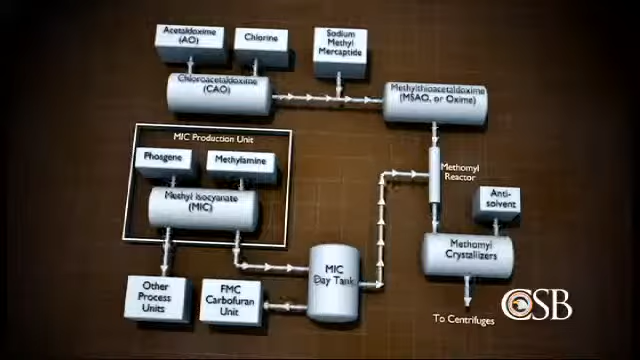 Acetaldoxime
(AO)
Chlorine
Sodium
Methyl
Mercaptide
Chloroacetaldoxime
(CAO)
Methylthioacetaldoxime
(MSAO, or Oxime)
MIC Production Unit
Phosgene
Methylamine
Methyl Isocyanate
(MIC)
Methomyl
Reactor
Anti-
solvent
Methomyl
Crystallizers
MIC
Day Tank
Other
Process
Units
FMC
Carbofuran
Unit
To Centrifuges
CSB